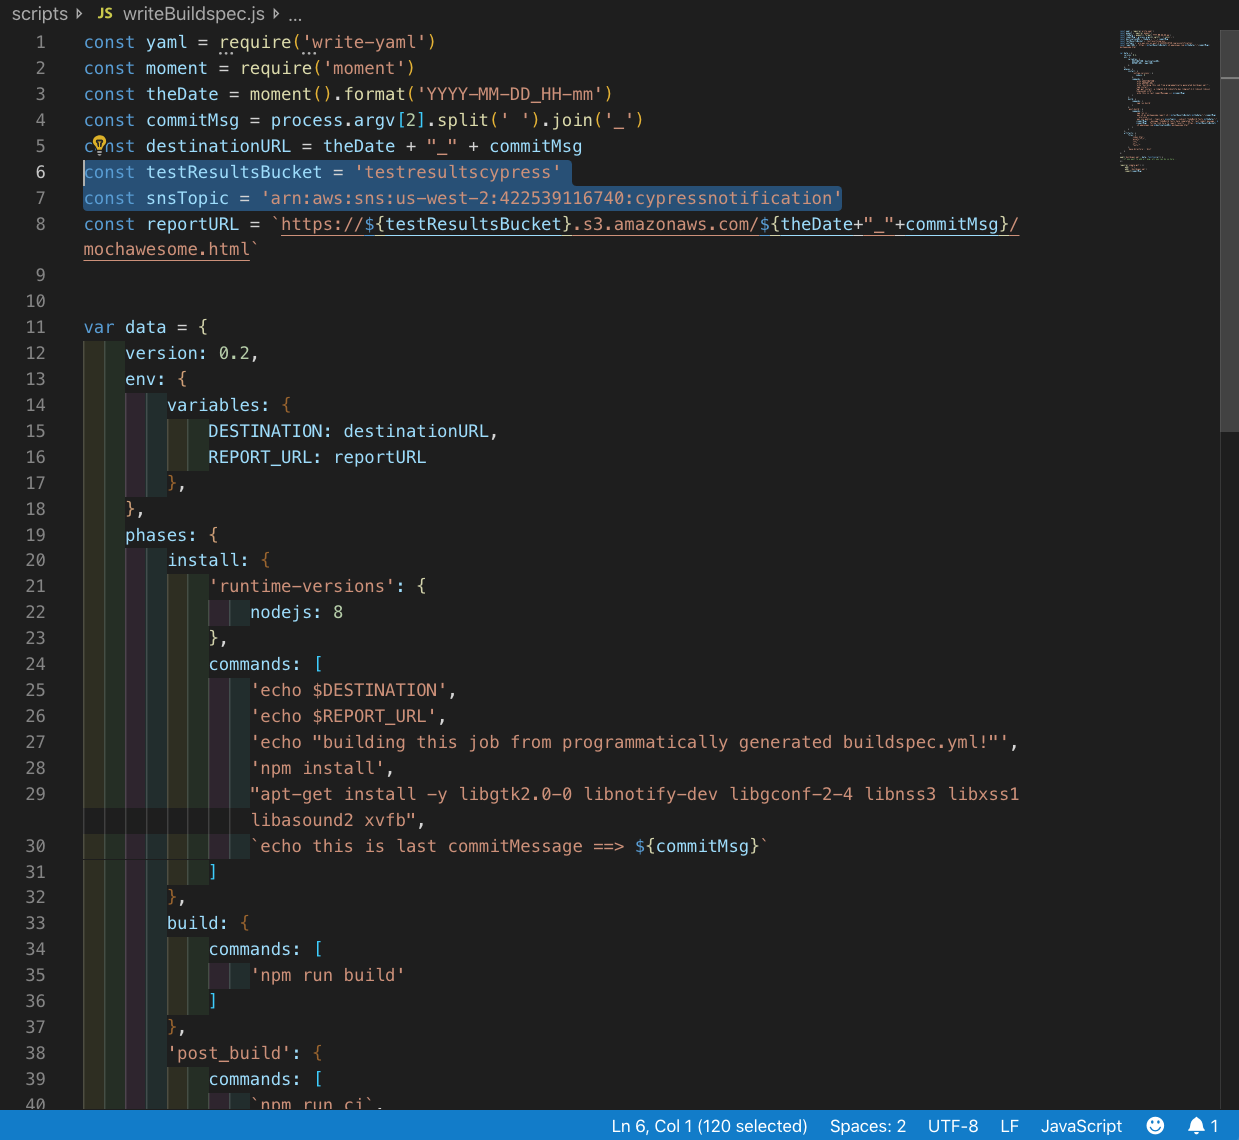 scripts JS writeBuildspec.js ...
1 const yaml = require('write-yaml')
2 const moment = require('moment')
3 const theDate = moment().format('YYYY-MM-DD_HH-mm')
4 const commitMsg = process.argv[2].split(' ').join('_')
5 const destinationURL = theDate + "_" + commitMsg
6 const testResultsBucket = 'testresultscypress'
7 const snsTopic = 'arn:aws:sns:us-west-2:422539116740:cypressnotification'
8 const reportURL = `https://${testResultsBucket}.s3.amazonaws.com/${theDate+"_"+commitMsg}/
mochawesome.html`
9
10
11 var data = {
12 version: 0.2,
13 env: {
14 variables: {
15 DESTINATION: destinationURL,
16 REPORT_URL: reportURL
17 },
18 },
19 phases: {
20 install: {
21 'runtime-versions': {
22 nodejs: 8
23 },
24 commands: [
25 'echo $DESTINATION',
26 'echo $REPORT_URL',
27 'echo "building this job from programmatically generated buildspec.yml!"',
28 'npm install',
29 "apt-get install -y libgtk2.0-0 libnotify-dev libgconf-2-4 libnss3 libxss1
libasound2 xvfb",
30 `echo this is last commitMessage ==> ${commitMsg}`
31 ]
32 },
33 build: {
34 commands: [
35 'npm run build'
36 ]
37 },
38 'post_build': {
39 commands: [
40 `npm run ci`,
Ln 6, Col 1 (120 selected) Spaces: 2 UTF-8 LF JavaScript 1